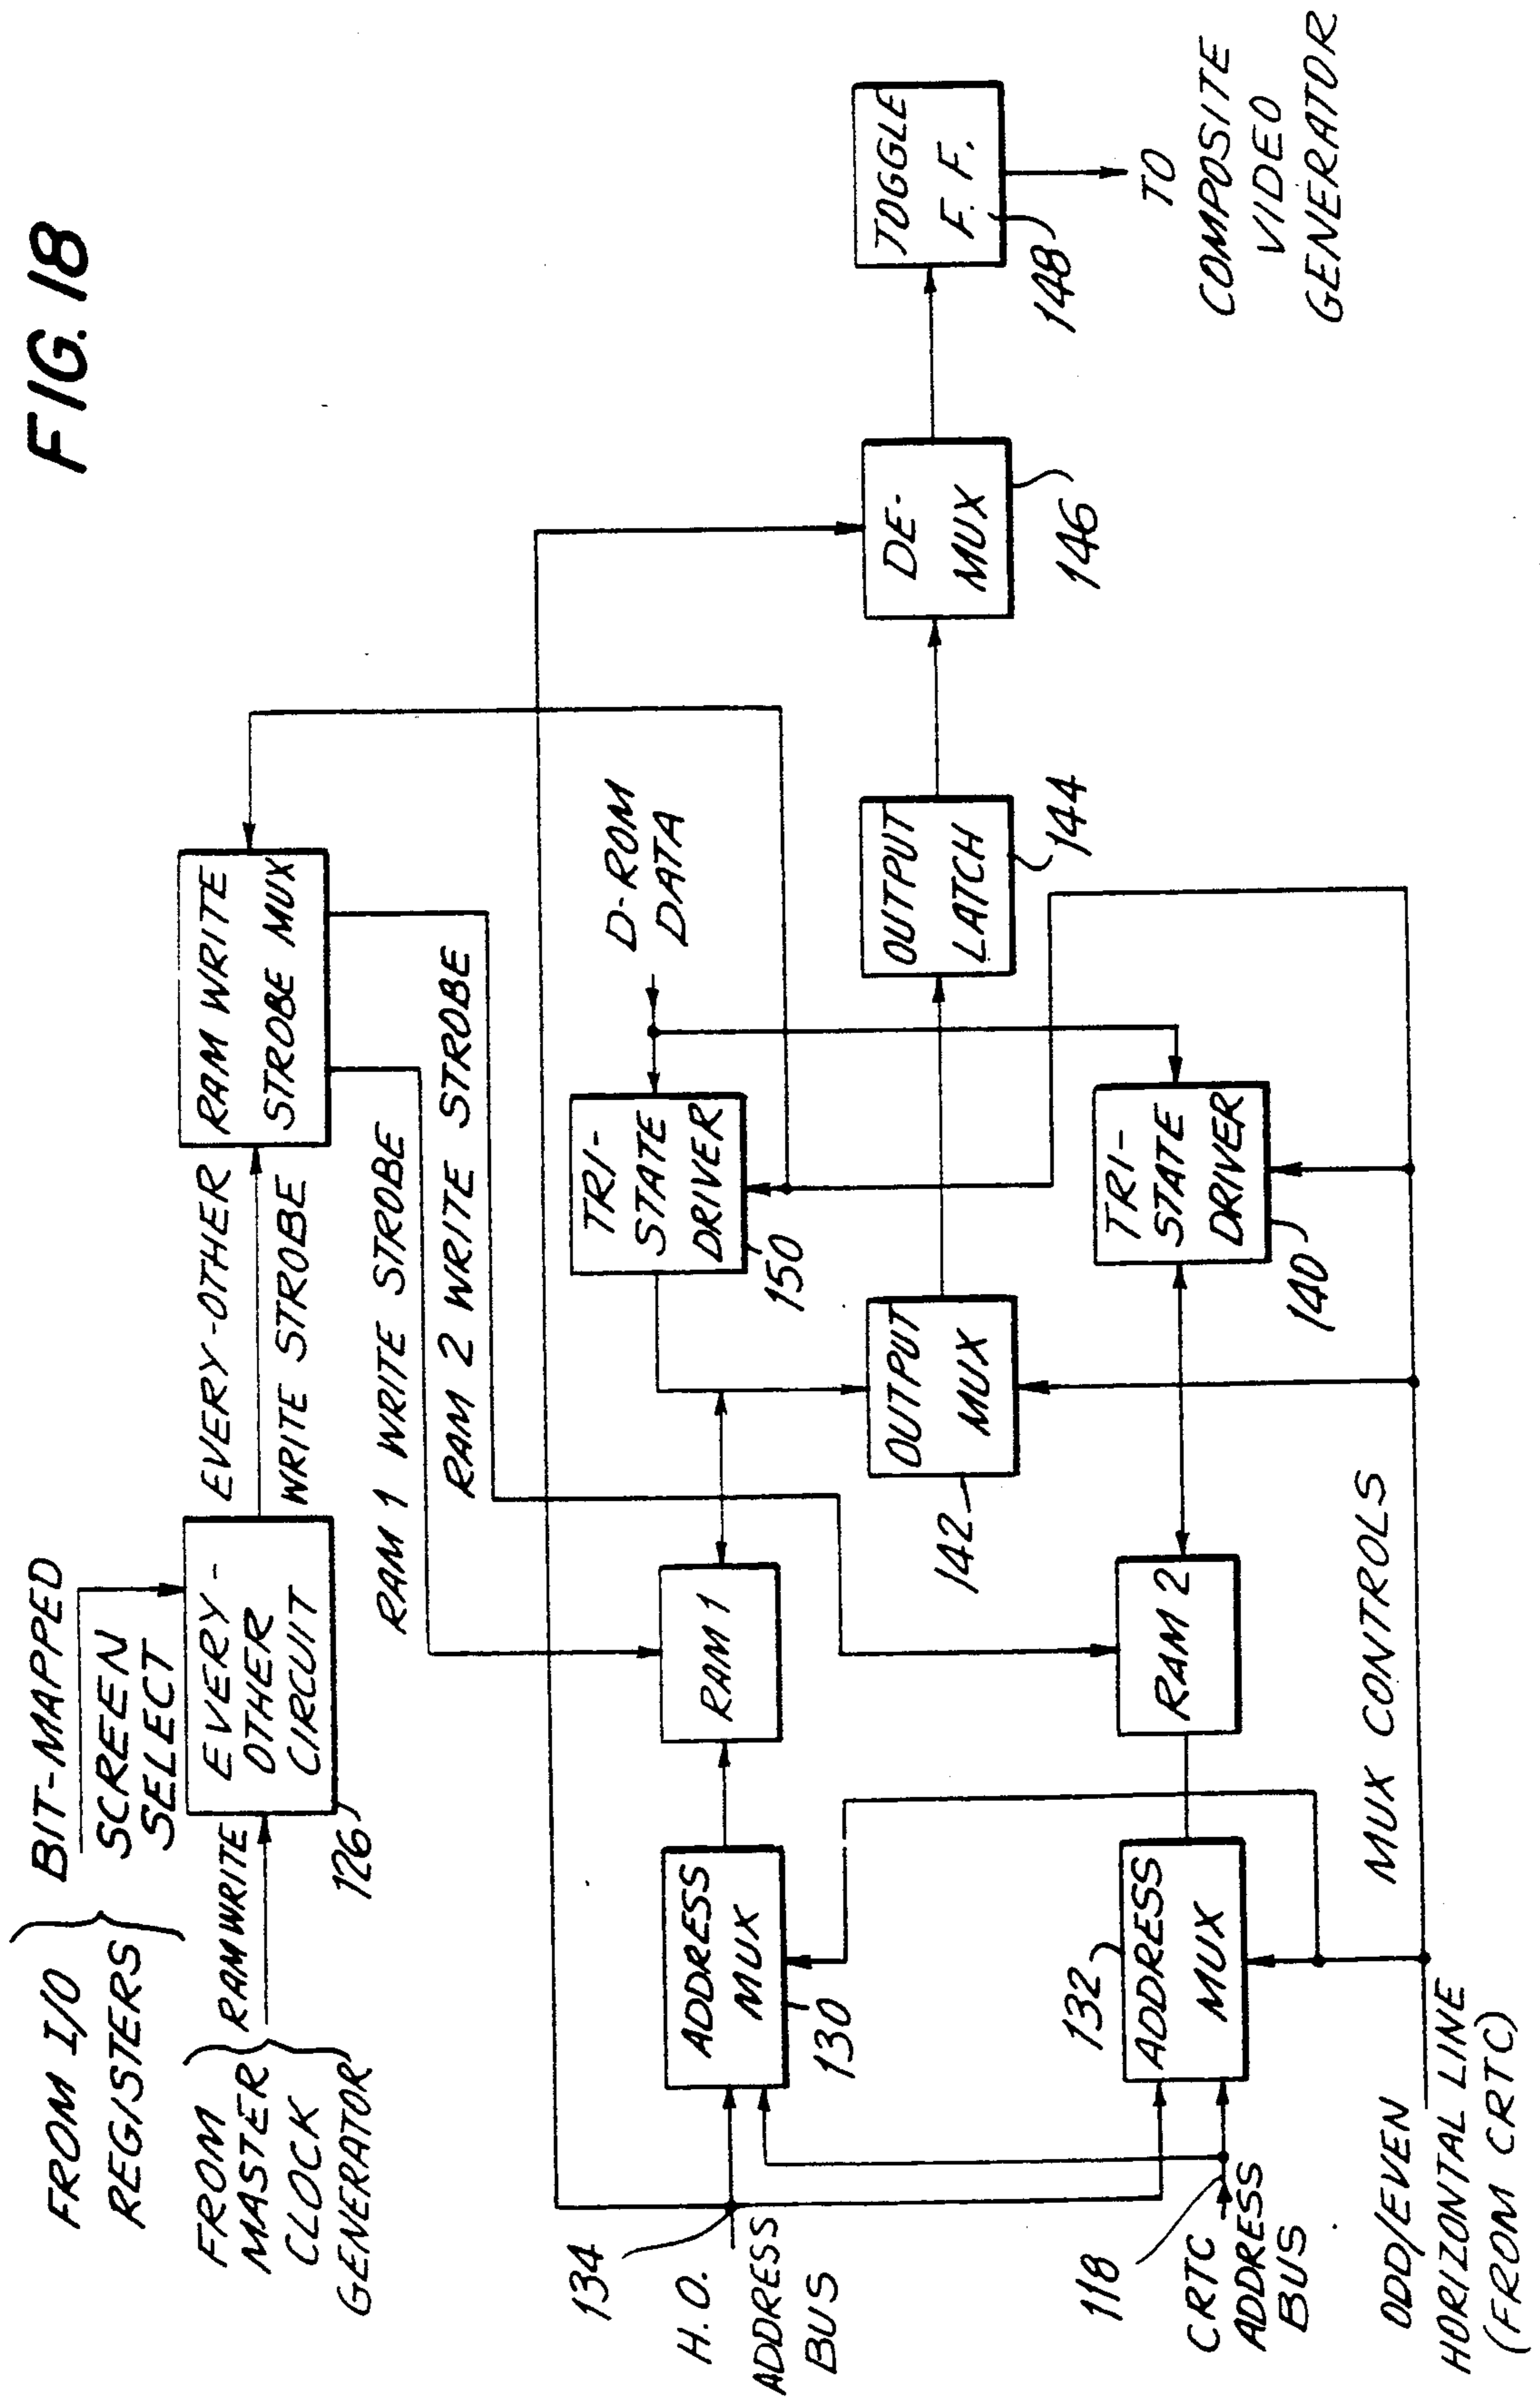 FIG. 18
FROM I/O
REGISTERS
BIT-MAPPED
SCREEN
SELECT
FROM
MASTER
CLOCK
GENERATOR
RAM WRITE
EVERY-
OTHER
CIRCUIT
126
EVERY-OTHER
WRITE STROBE
RAM WRITE
STROBE MUX
RAM 1 WRITE STROBE
RAM 2 WRITE STROBE
134
H.O.
ADDRESS
BUS
ADDRESS
MUX
130
RAM 1
TRI-
STATE
DRIVER
150
D-ROM
DATA
OUTPUT
MUX
142
OUTPUT
LATCH
144
DE-
MUX
146
TOGGLE
F. F.
148
TO
COMPOSITE
VIDEO
GENERATOR
118
CRTC
ADDRESS
BUS
132
ADDRESS
MUX
RAM 2
TRI-
STATE
DRIVER
140
MUX CONTROLS
ODD/EVEN
HORIZONTAL LINE
(FROM CRTC)